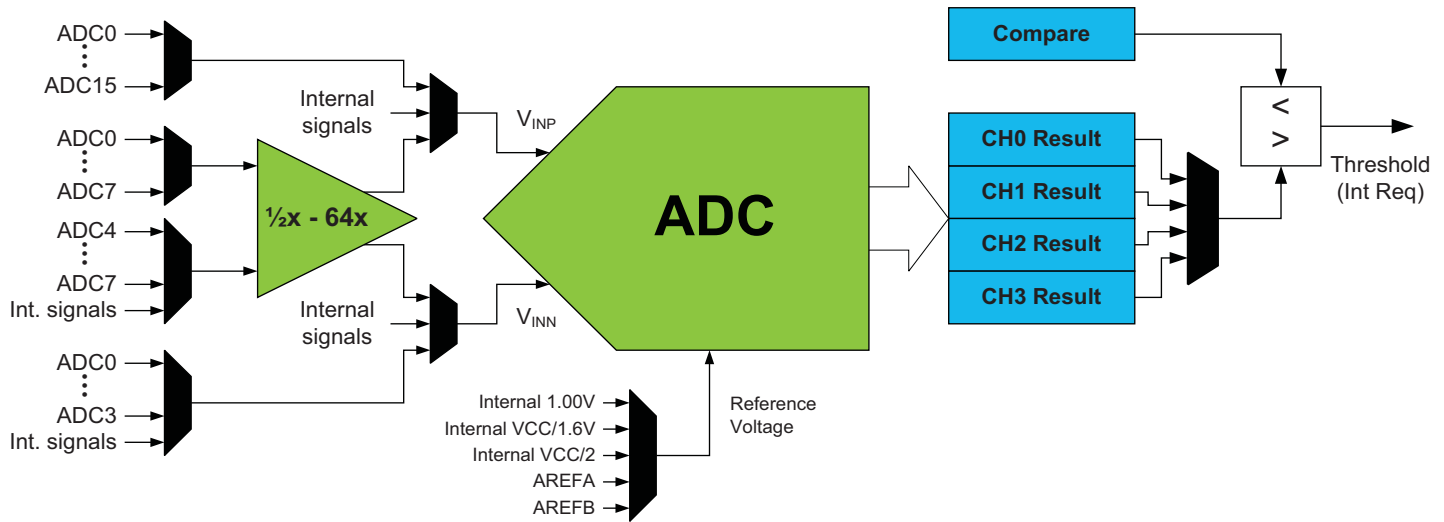 ADC0
ADC15
ADC0
ADC7
ADC4
ADC7
Int. signals
ADC0
ADC3
Int. signals
½x - 64x
Internal
signals
Internal
signals
VINP
VINN
ADC
Internal 1.00V
Internal VCC/1.6V
Internal VCC/2
AREFA
AREFB
Reference
Voltage
Compare
CH0 Result
CH1 Result
CH2 Result
CH3 Result
<
>
Threshold
(Int Req)